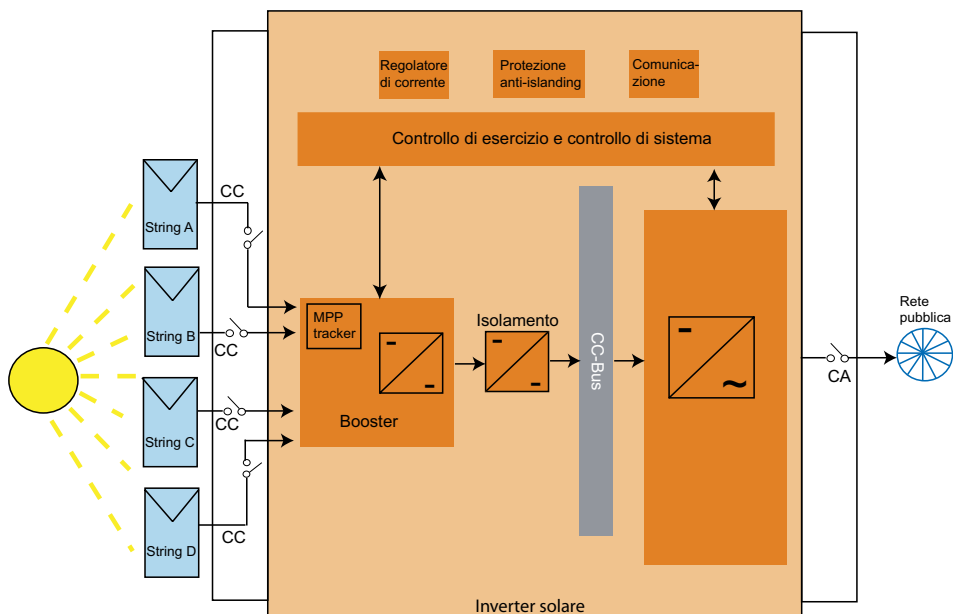 Regolatore
di corrente
Protezione
anti-islanding
Comunica-
zione
Controllo di esercizio e controllo di sistema
CC
String A
String B
CC
String C
CC
String D
CC
MPP
tracker
Booster
Isolamento
CC-Bus
CA
Rete
pubblica
Inverter solare